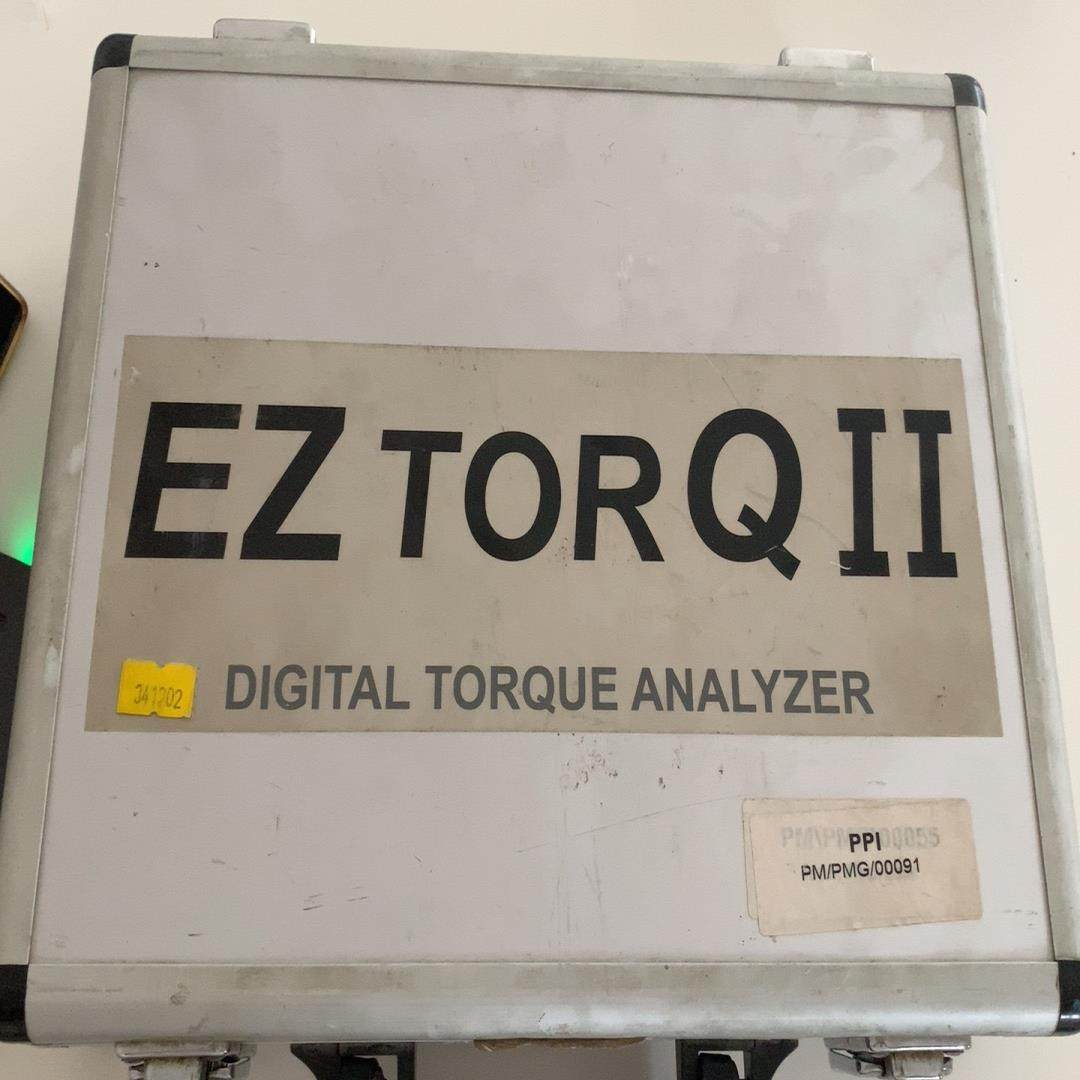 EZ TORQ II
341202
DIGITAL TORQUE ANALYZER
PPI
PM/PMG/00091